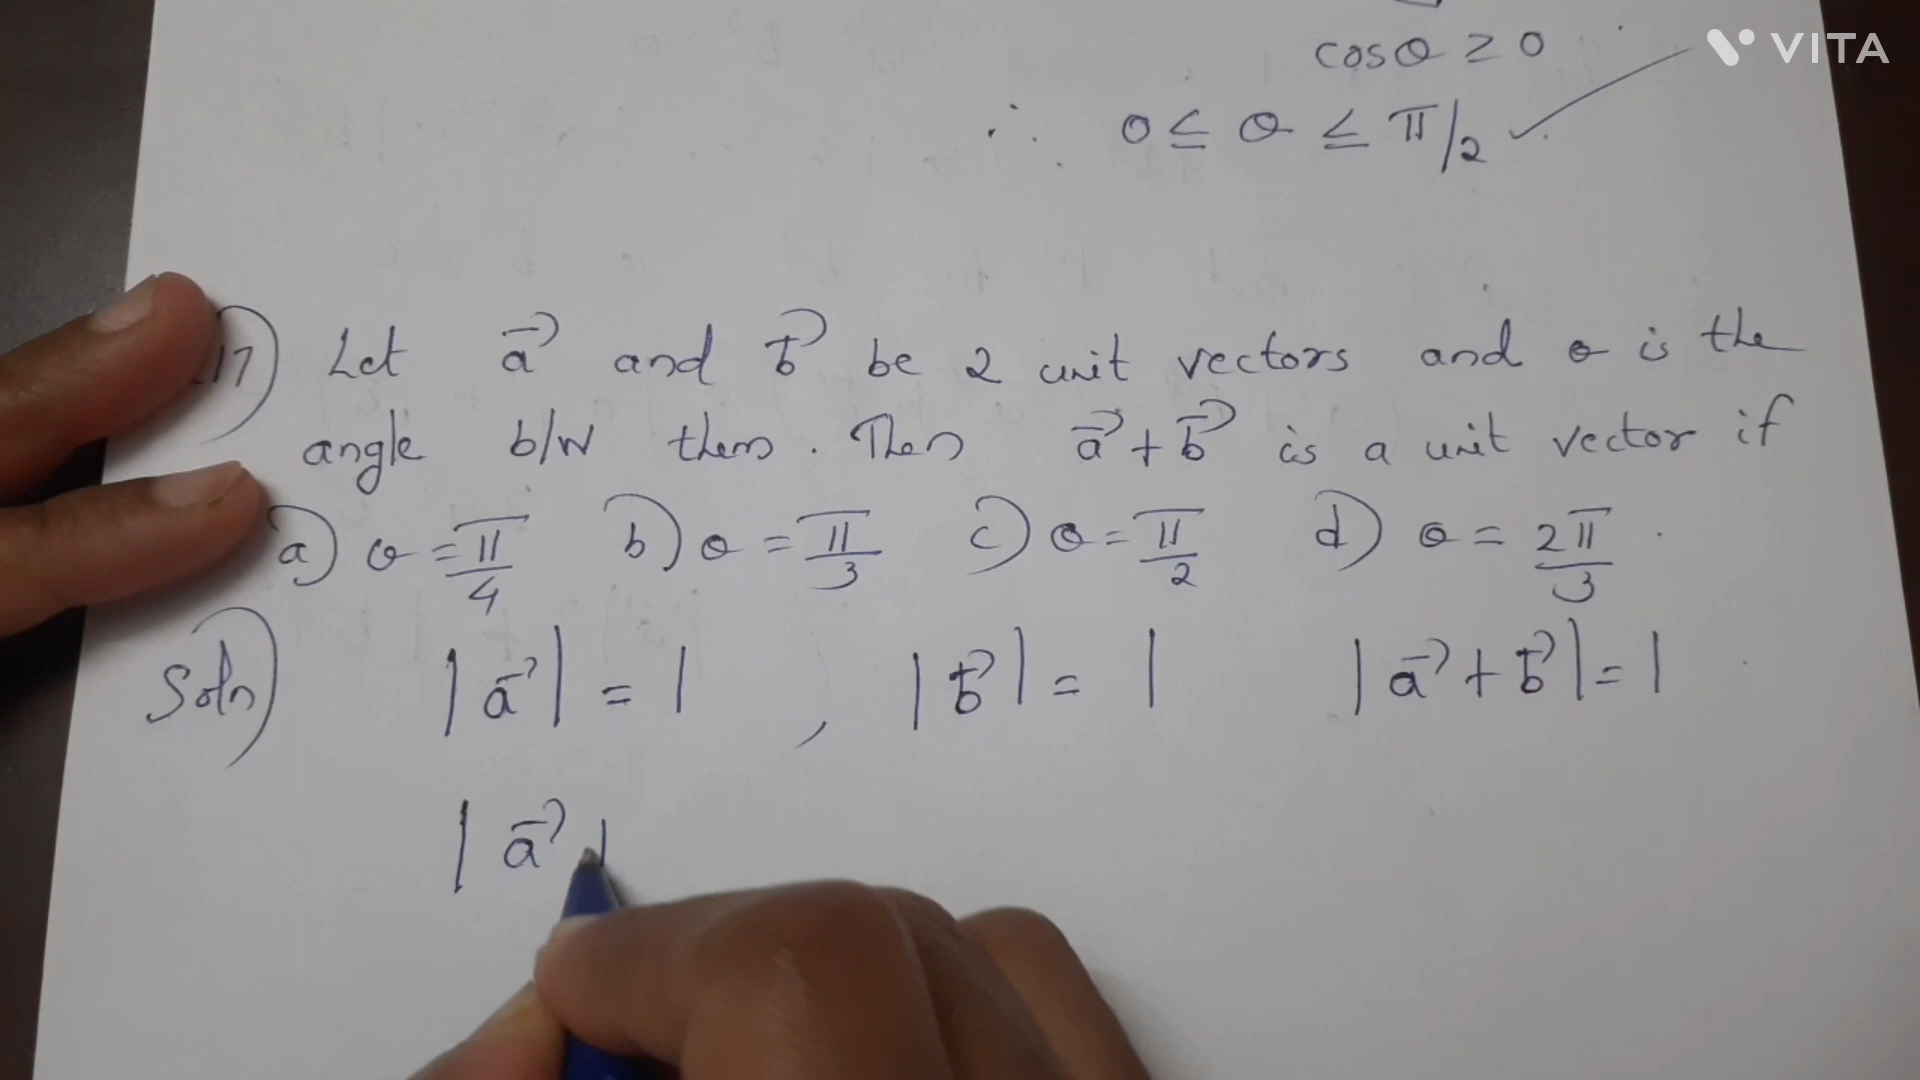 VITA
cosθ ≥ 0
∴ 0 ≤ θ ≤ π/2 ✓
17) Let a⃗ and b⃗ be 2 unit vectors and θ is the
angle b/w them. Then a⃗ + b⃗ is a unit vector if
a) θ = π/4 b) θ = π/3 c) θ = π/2 d) θ = 2π/3.
Soln) |a⃗| = 1 , |b⃗| = 1 |a⃗ + b⃗| = 1
|a⃗